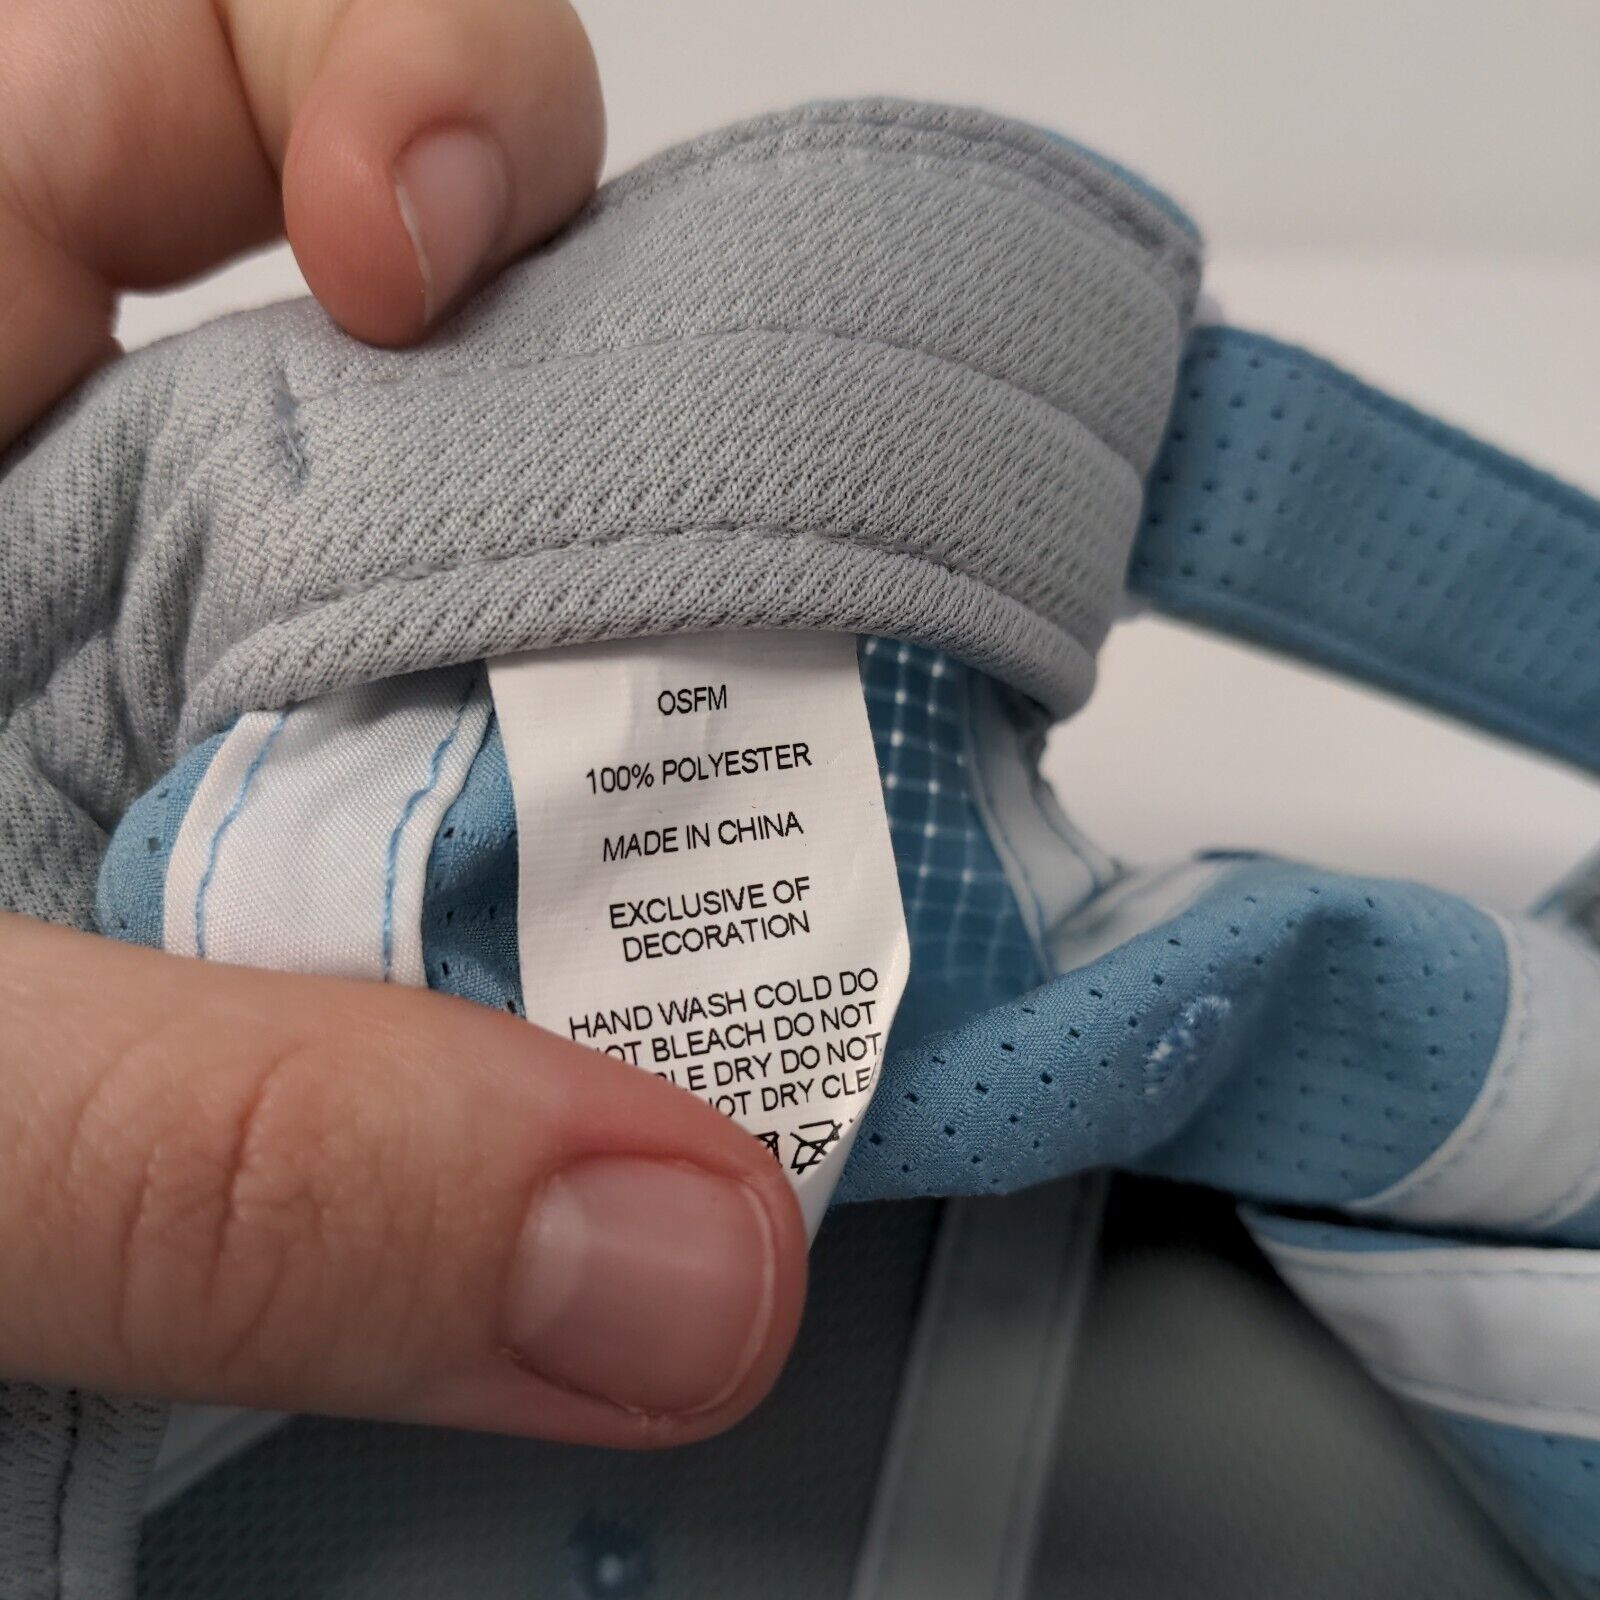 OSFM
100% POLYESTER
MADE IN CHINA
EXCLUSIVE OF
DECORATION
HAND WASH COLD DO
BLEACH DO NOT
DRY DO NOT
DRY